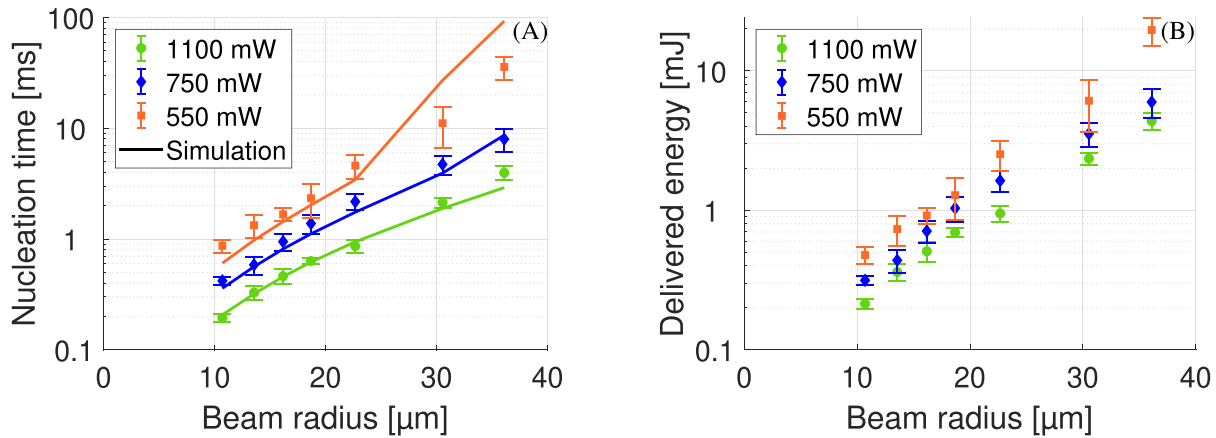 (A)
Nucleation time [ms]
100
10
1
0.1
1100 mW
750 mW
550 mW
Simulation
0 10 20 30 40
Beam radius [μm]
(B)
Delivered energy [mJ]
10
1
0.1
1100 mW
750 mW
550 mW
0 10 20 30 40
Beam radius [μm]